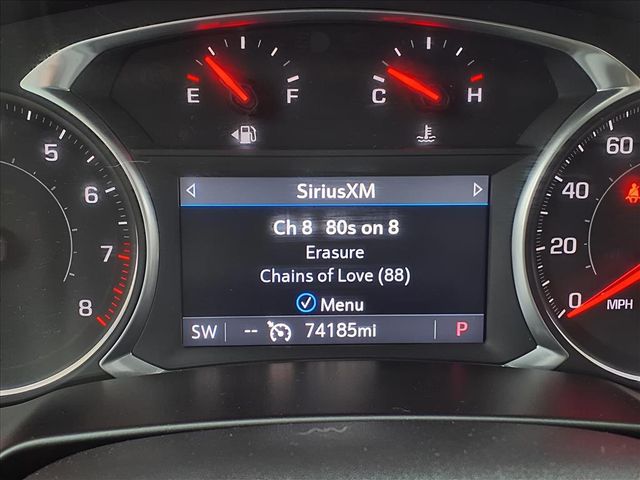 E F
C H
5
6
7
8
SiriusXM
Ch 8 80s on 8
Erasure
Chains of Love (88)
Menu
SW -- 74185mi P
60
40
20
0
MPH